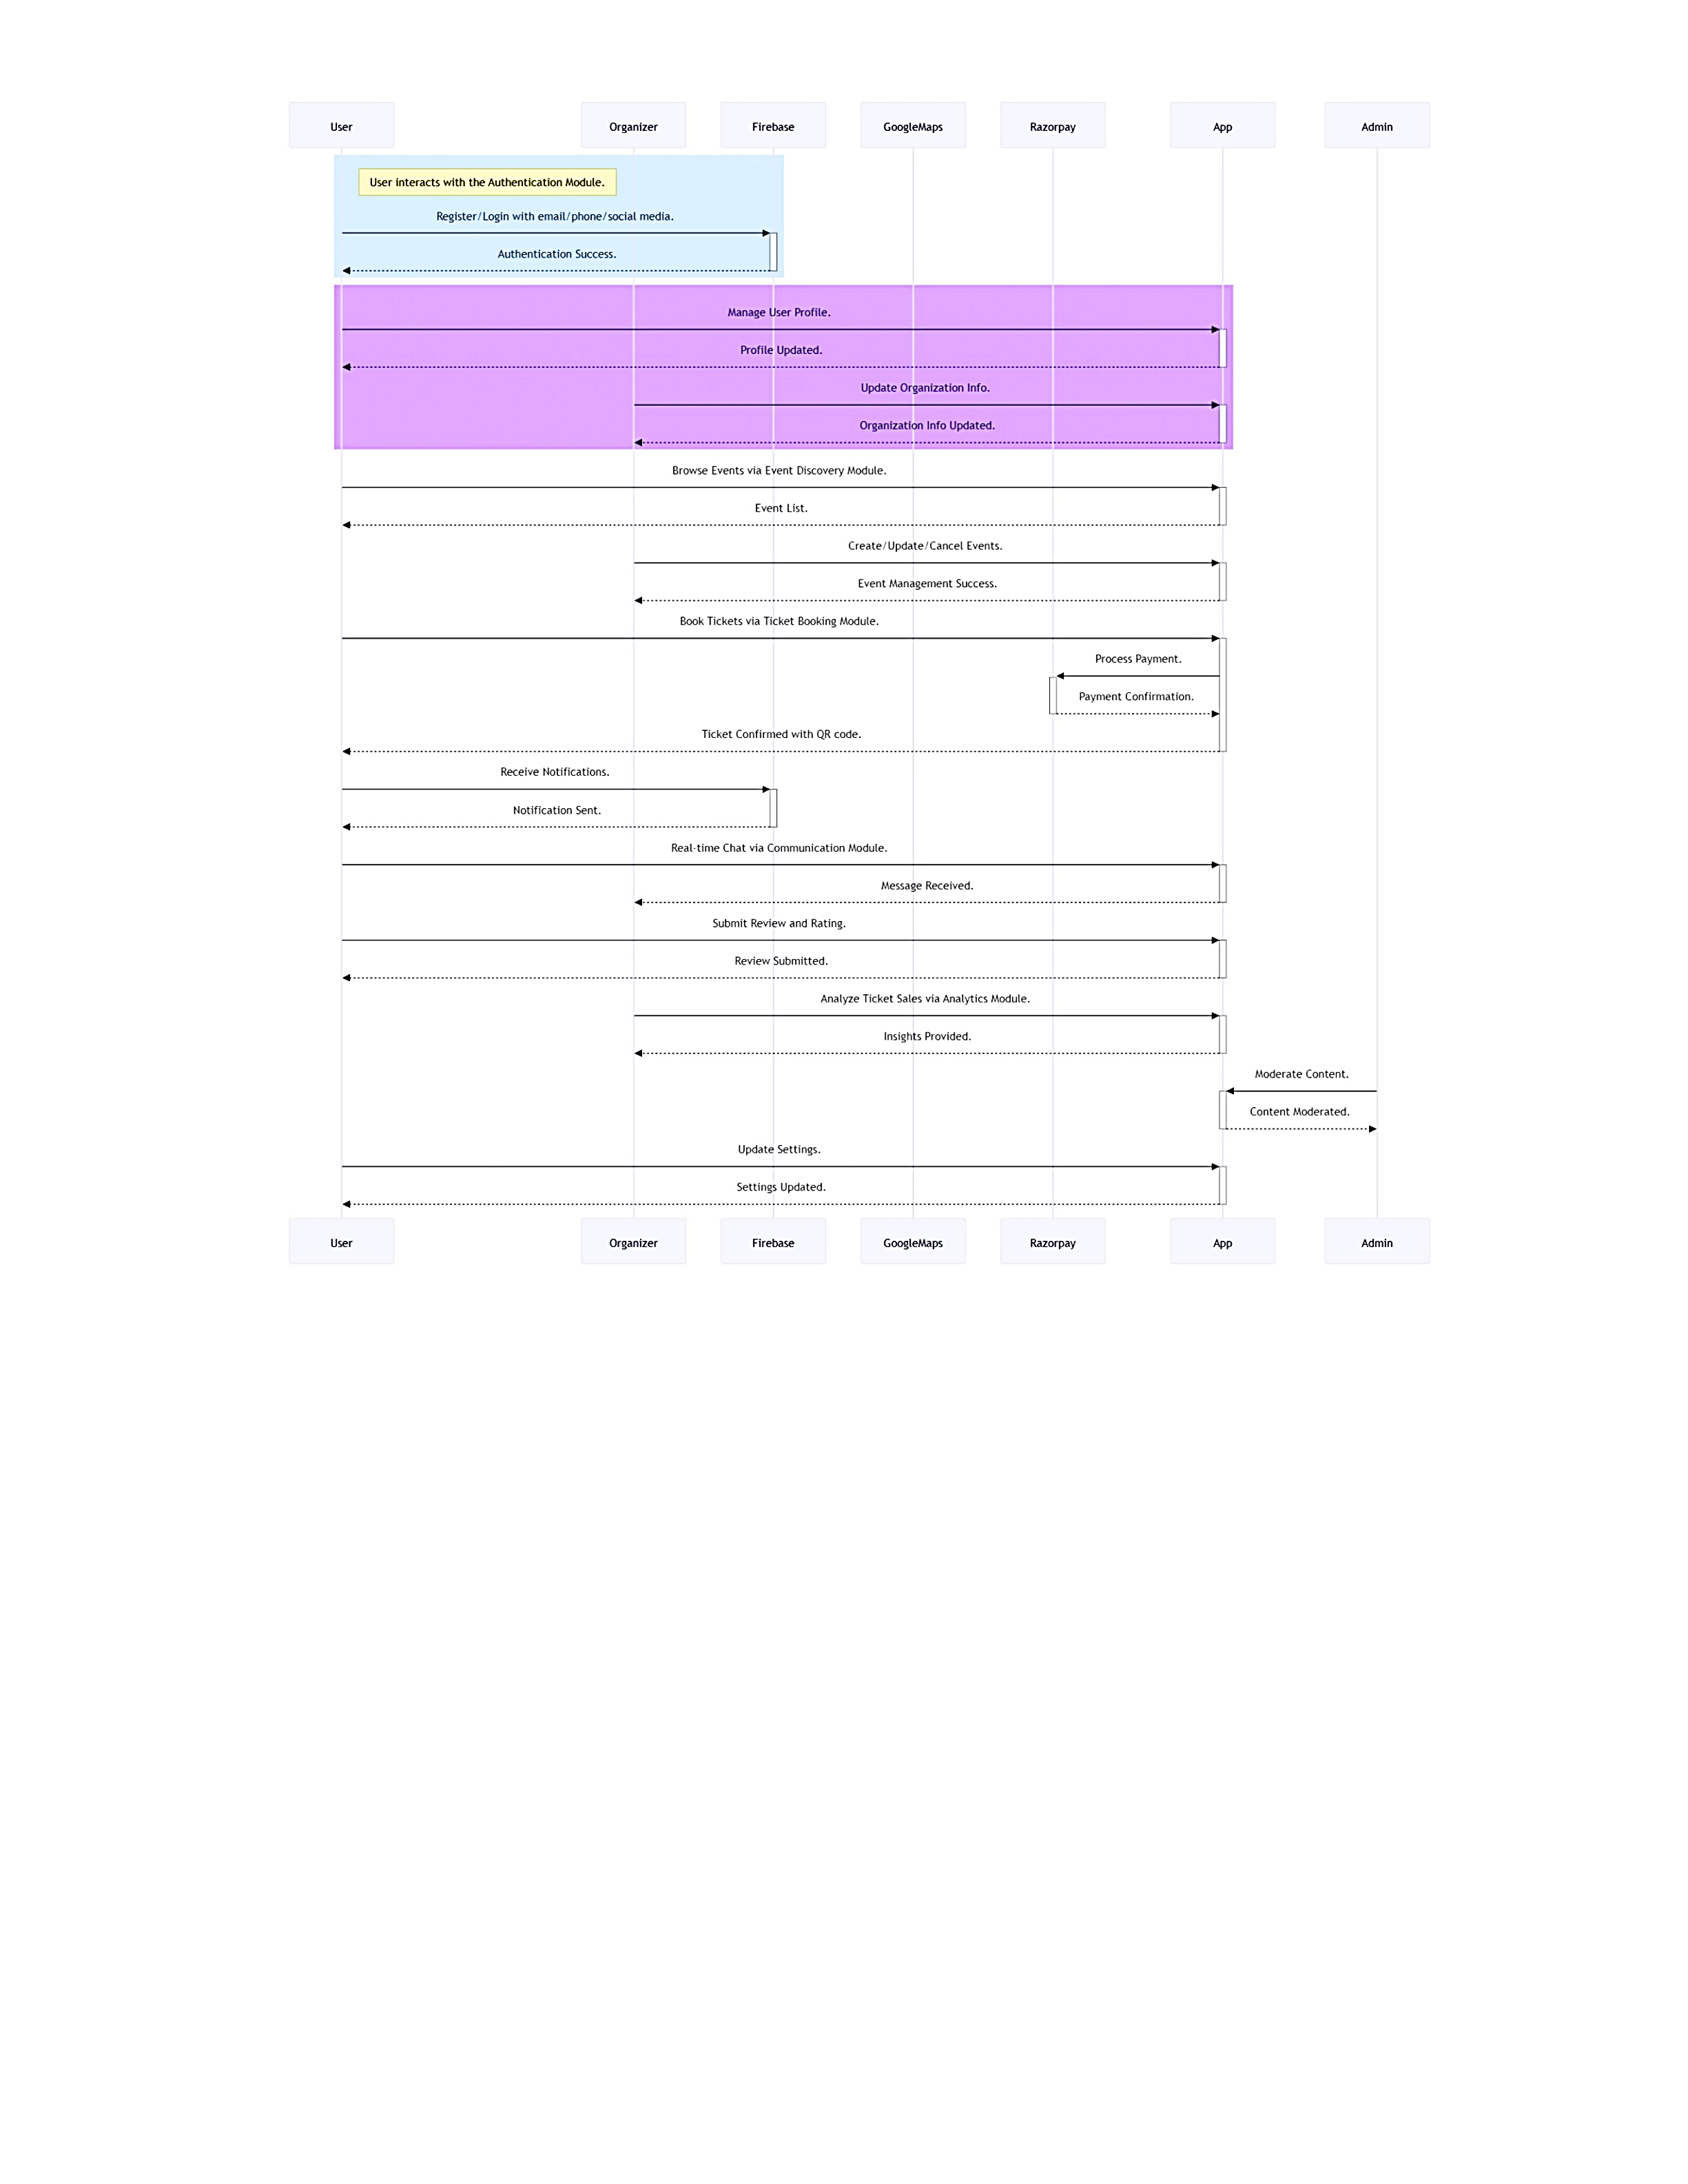 User
Organizer
Firebase
GoogleMaps
Razorpay
App
Admin
User interacts with the Authentication Module.
Register/Login with email/phone/social media.
Authentication Success.
Manage User Profile.
Profile Updated.
Update Organization Info.
Organization Info Updated.
Browse Events via Event Discovery Module.
Event List.
Create/Update/Cancel Events.
Event Management Success.
Book Tickets via Ticket Booking Module.
Process Payment.
Payment Confirmation.
Ticket Confirmed with QR code.
Receive Notifications.
Notification Sent.
Real-time Chat via Communication Module.
Message Received.
Submit Review and Rating.
Review Submitted.
Analyze Ticket Sales via Analytics Module.
Insights Provided.
Moderate Content.
Content Moderated.
Update Settings.
Settings Updated.
User
Organizer
Firebase
GoogleMaps
Razorpay
App
Admin